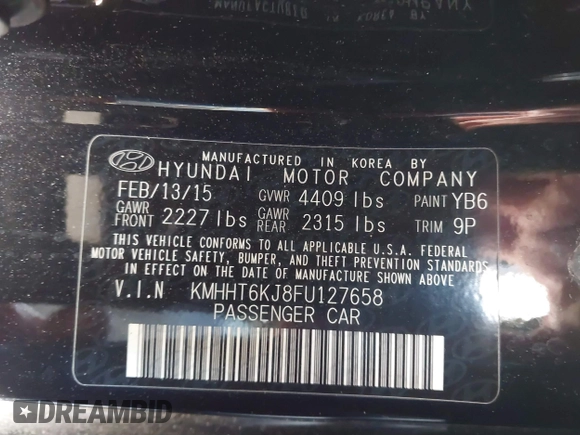 MANUFACTURED IN KOREA BY
HYUNDAI MOTOR COMPANY
FEB/13/15 GVWR 4409 lbs PAINT YB6
GAWR FRONT 2227 lbs GAWR REAR 2315 lbs TRIM 9P
THIS VEHICLE CONFORMS TO ALL APPLICABLE U.S.A. FEDERAL
MOTOR VEHICLE SAFETY, BUMPER, AND THEFT PREVENTION STANDARDS
IN EFFECT ON THE DATE OF MANUFACTURE SHOWN ABOVE.
V.I.N KMHHT6KJ8FU127658
PASSENGER CAR
DREAMBID